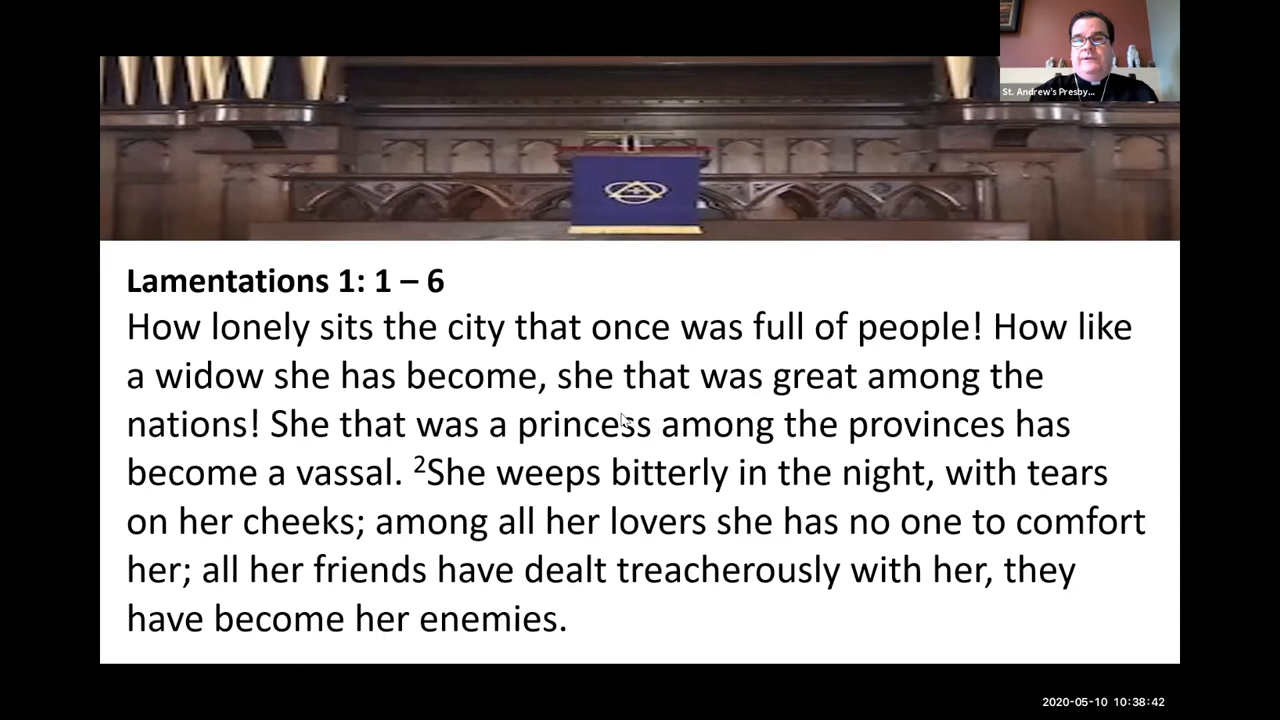 St. Andrew's Presby...
Lamentations 1: 1 – 6
How lonely sits the city that once was full of people! How like
a widow she has become, she that was great among the
nations! She that was a princess among the provinces has
become a vassal. ²She weeps bitterly in the night, with tears
on her cheeks; among all her lovers she has no one to comfort
her; all her friends have dealt treacherously with her, they
have become her enemies.
2020-05-10 10:38:42